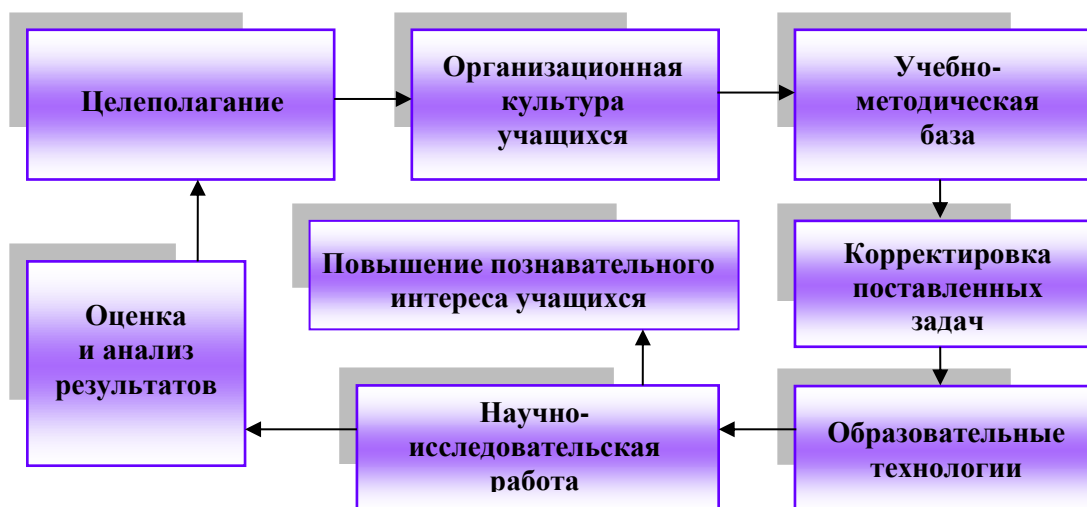 Целеполагание
Организационная
культура
учащихся
Учебно-
методическая
база
Повышение познавательного
интереса учащихся
Корректировка
поставленных
задач
Оценка
и анализ
результатов
Научно-
исследовательская
работа
Образовательные
технологии